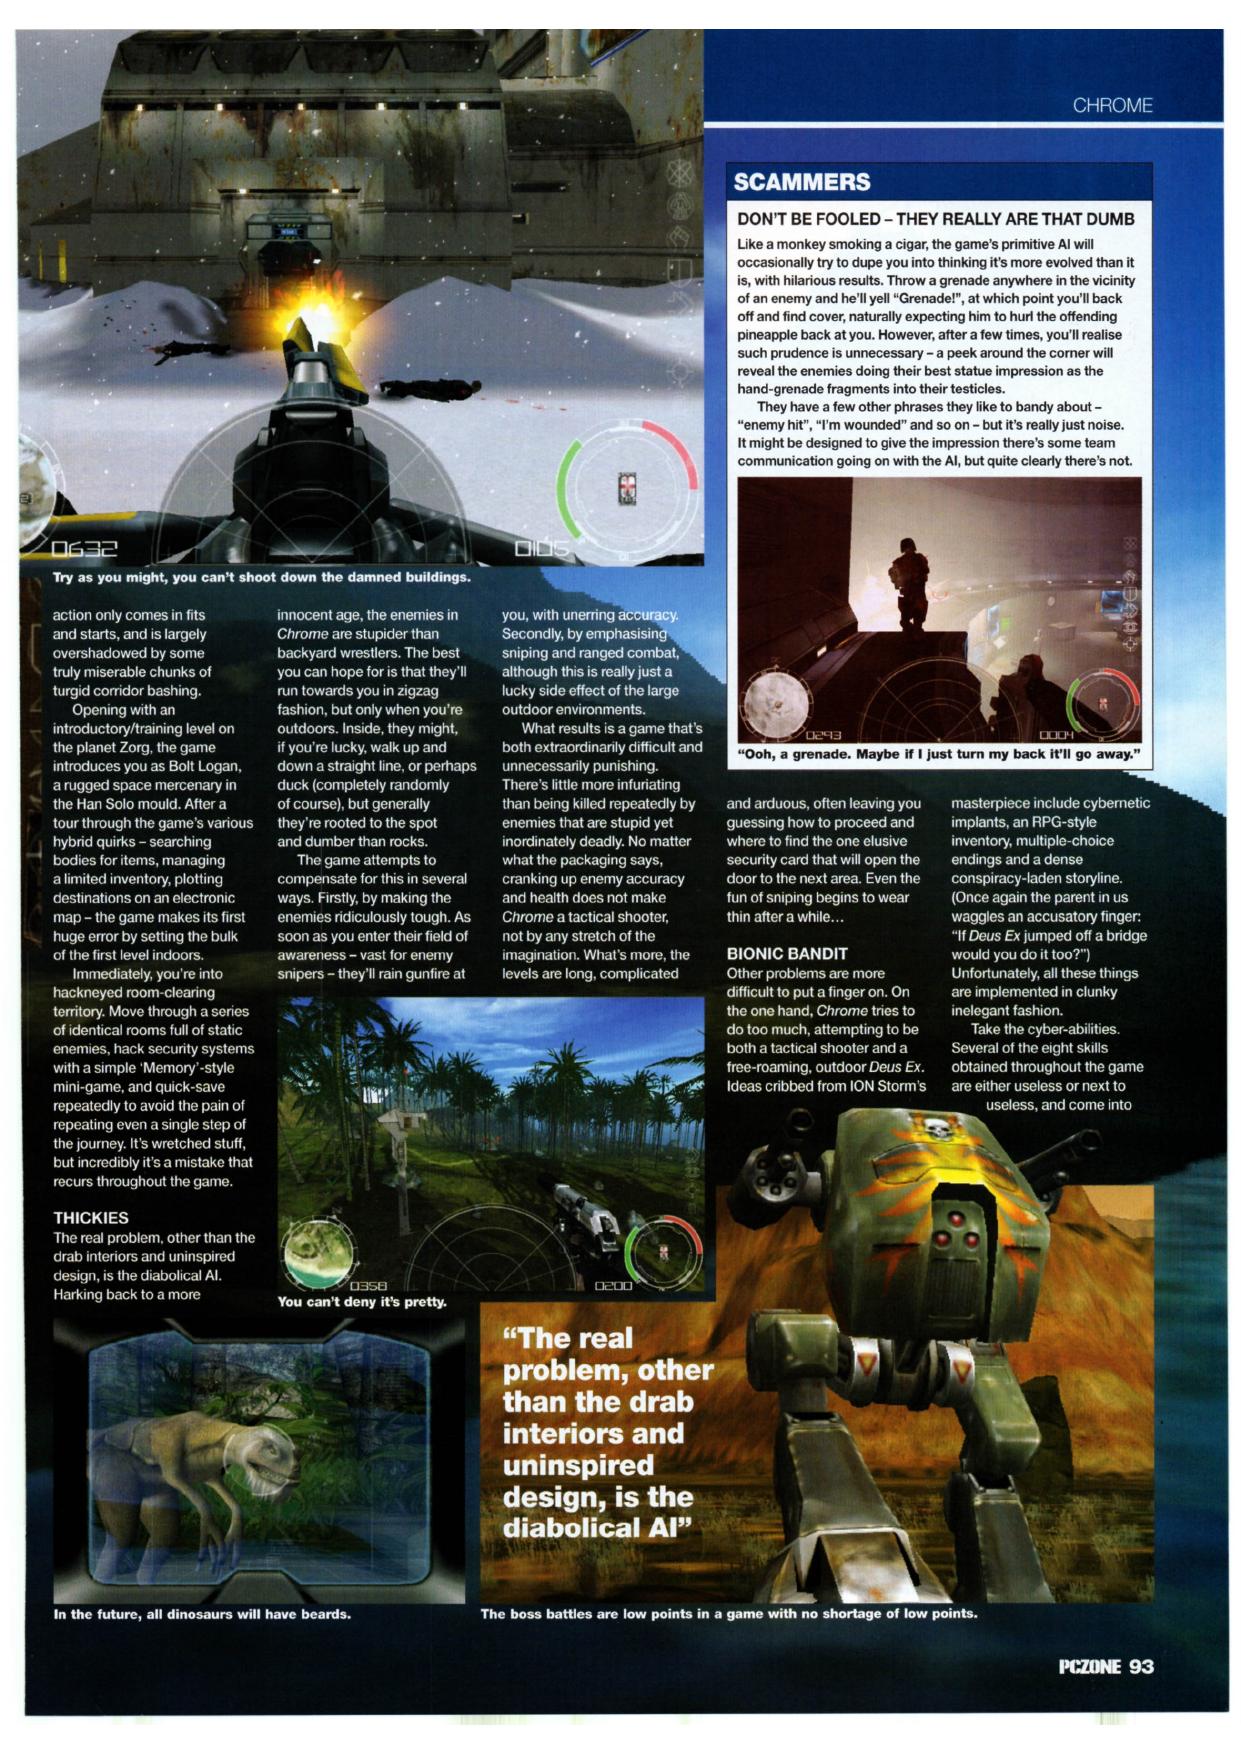 CHROME
0632
0105
Try as you might, you can't shoot down the damned buildings.
action only comes in fits
and starts, and is largely
overshadowed by some
truly miserable chunks of
turgid corridor bashing.
Opening with an
introductory/training level on
the planet Zorg, the game
introduces you as Bolt Logan,
a rugged space mercenary in
the Han Solo mould. After a
tour through the game's various
hybrid quirks – searching
bodies for items, managing
a limited inventory, plotting
destinations on an electronic
map – the game makes its first
huge error by setting the bulk
of the first level indoors.
Immediately, you're into
hackneyed room-clearing
territory. Move through a series
of identical rooms full of static
enemies, hack security systems
with a simple 'Memory'-style
mini-game, and quick-save
repeatedly to avoid the pain of
repeating even a single step of
the journey. It's wretched stuff,
but incredibly it's a mistake that
recurs throughout the game.
THICKIES
The real problem, other than the
drab interiors and uninspired
design, is the diabolical AI.
Harking back to a more
innocent age, the enemies in
Chrome are stupider than
backyard wrestlers. The best
you can hope for is that they'll
run towards you in zigzag
fashion, but only when you're
outdoors. Inside, they might,
if you're lucky, walk up and
down a straight line, or perhaps
duck (completely randomly
of course), but generally
they're rooted to the spot
and dumber than rocks.
The game attempts to
compensate for this in several
ways. Firstly, by making the
enemies ridiculously tough. As
soon as you enter their field of
awareness – vast for enemy
snipers – they'll rain gunfire at
you, with unerring accuracy.
Secondly, by emphasising
sniping and ranged combat,
although this is really just a
lucky side effect of the large
outdoor environments.
What results is a game that's
both extraordinarily difficult and
unnecessarily punishing.
There's little more infuriating
than being killed repeatedly by
enemies that are stupid yet
inordinately deadly. No matter
what the packaging says,
cranking up enemy accuracy
and health does not make
Chrome a tactical shooter,
not by any stretch of the
imagination. What's more, the
levels are long, complicated
SCAMMERS
DON'T BE FOOLED – THEY REALLY ARE THAT DUMB
Like a monkey smoking a cigar, the game's primitive AI will
occasionally try to dupe you into thinking it's more evolved than it
is, with hilarious results. Throw a grenade anywhere in the vicinity
of an enemy and he'll yell "Grenade!", at which point you'll back
off and find cover, naturally expecting him to hurl the offending
pineapple back at you. However, after a few times, you'll realise
such prudence is unnecessary – a peek around the corner will
reveal the enemies doing their best statue impression as the
hand-grenade fragments into their testicles.
They have a few other phrases they like to bandy about –
"enemy hit", "I'm wounded" and so on – but it's really just noise.
It might be designed to give the impression there's some team
communication going on with the AI, but quite clearly there's not.
0293
0004
"Ooh, a grenade. Maybe if I just turn my back it'll go away."
and arduous, often leaving you
guessing how to proceed and
where to find the one elusive
security card that will open the
door to the next area. Even the
fun of sniping begins to wear
thin after a while...
BIONIC BANDIT
Other problems are more
difficult to put a finger on. On
the one hand, Chrome tries to
do too much, attempting to be
both a tactical shooter and a
free-roaming, outdoor Deus Ex.
Ideas cribbed from ION Storm's
masterpiece include cybernetic
implants, an RPG-style
inventory, multiple-choice
endings and a dense
conspiracy-laden storyline.
(Once again the parent in us
waggles an accusatory finger:
"If Deus Ex jumped off a bridge
would you do it too?")
Unfortunately, all these things
are implemented in clunky
inelegant fashion.
Take the cyber-abilities.
Several of the eight skills
obtained throughout the game
are either useless or next to
useless, and come into
0358
0200
You can't deny it's pretty.
"The real
problem, other
than the drab
interiors and
uninspired
design, is the
diabolical AI"
In the future, all dinosaurs will have beards.
The boss battles are low points in a game with no shortage of low points.
PCZONE 93